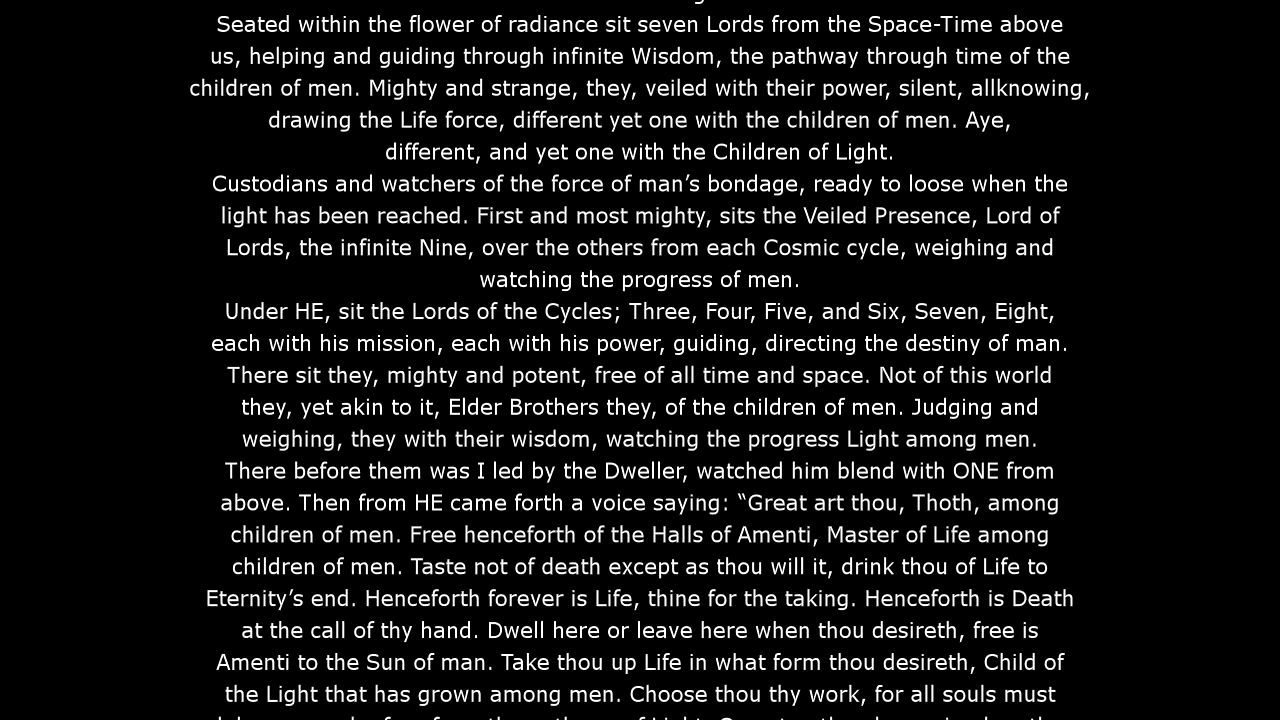 Seated within the flower of radiance sit seven Lords from the Space-Time above
us, helping and guiding through infinite Wisdom, the pathway through time of the
children of men. Mighty and strange, they, veiled with their power, silent, allknowing,
drawing the Life force, different yet one with the children of men. Aye,
different, and yet one with the Children of Light.
Custodians and watchers of the force of man’s bondage, ready to loose when the
light has been reached. First and most mighty, sits the Veiled Presence, Lord of
Lords, the infinite Nine, over the others from each Cosmic cycle, weighing and
watching the progress of men.
Under HE, sit the Lords of the Cycles; Three, Four, Five, and Six, Seven, Eight,
each with his mission, each with his power, guiding, directing the destiny of man.
There sit they, mighty and potent, free of all time and space. Not of this world
they, yet akin to it, Elder Brothers they, of the children of men. Judging and
weighing, they with their wisdom, watching the progress Light among men.
There before them was I led by the Dweller, watched him blend with ONE from
above. Then from HE came forth a voice saying: “Great art thou, Thoth, among
children of men. Free henceforth of the Halls of Amenti, Master of Life among
children of men. Taste not of death except as thou will it, drink thou of Life to
Eternity’s end. Henceforth forever is Life, thine for the taking. Henceforth is Death
at the call of thy hand. Dwell here or leave here when thou desireth, free is
Amenti to the Sun of man. Take thou up Life in what form thou desireth, Child of
the Light that has grown among men. Choose thou thy work, for all souls must